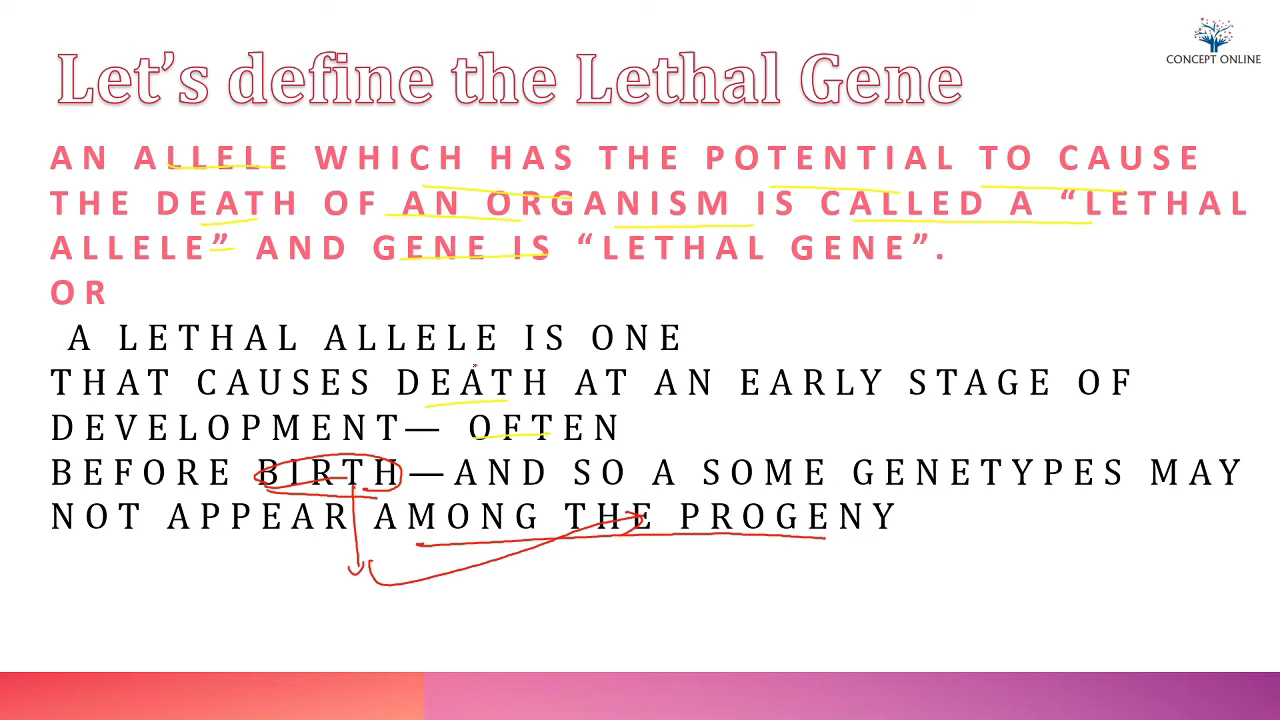 CONCEPT ONLINE
Let's define the Lethal Gene
AN ALLELE WHICH HAS THE POTENTIAL TO CAUSE
THE DEATH OF AN ORGANISM IS CALLED A “LETHAL
ALLELE” AND GENE IS “LETHAL GENE”.
OR
A LETHAL ALLELE IS ONE
THAT CAUSES DEATH AT AN EARLY STAGE OF
DEVELOPMENT— OFTEN
BEFORE BIRTH—AND SO A SOME GENETYPES MAY
NOT APPEAR AMONG THE PROGENY